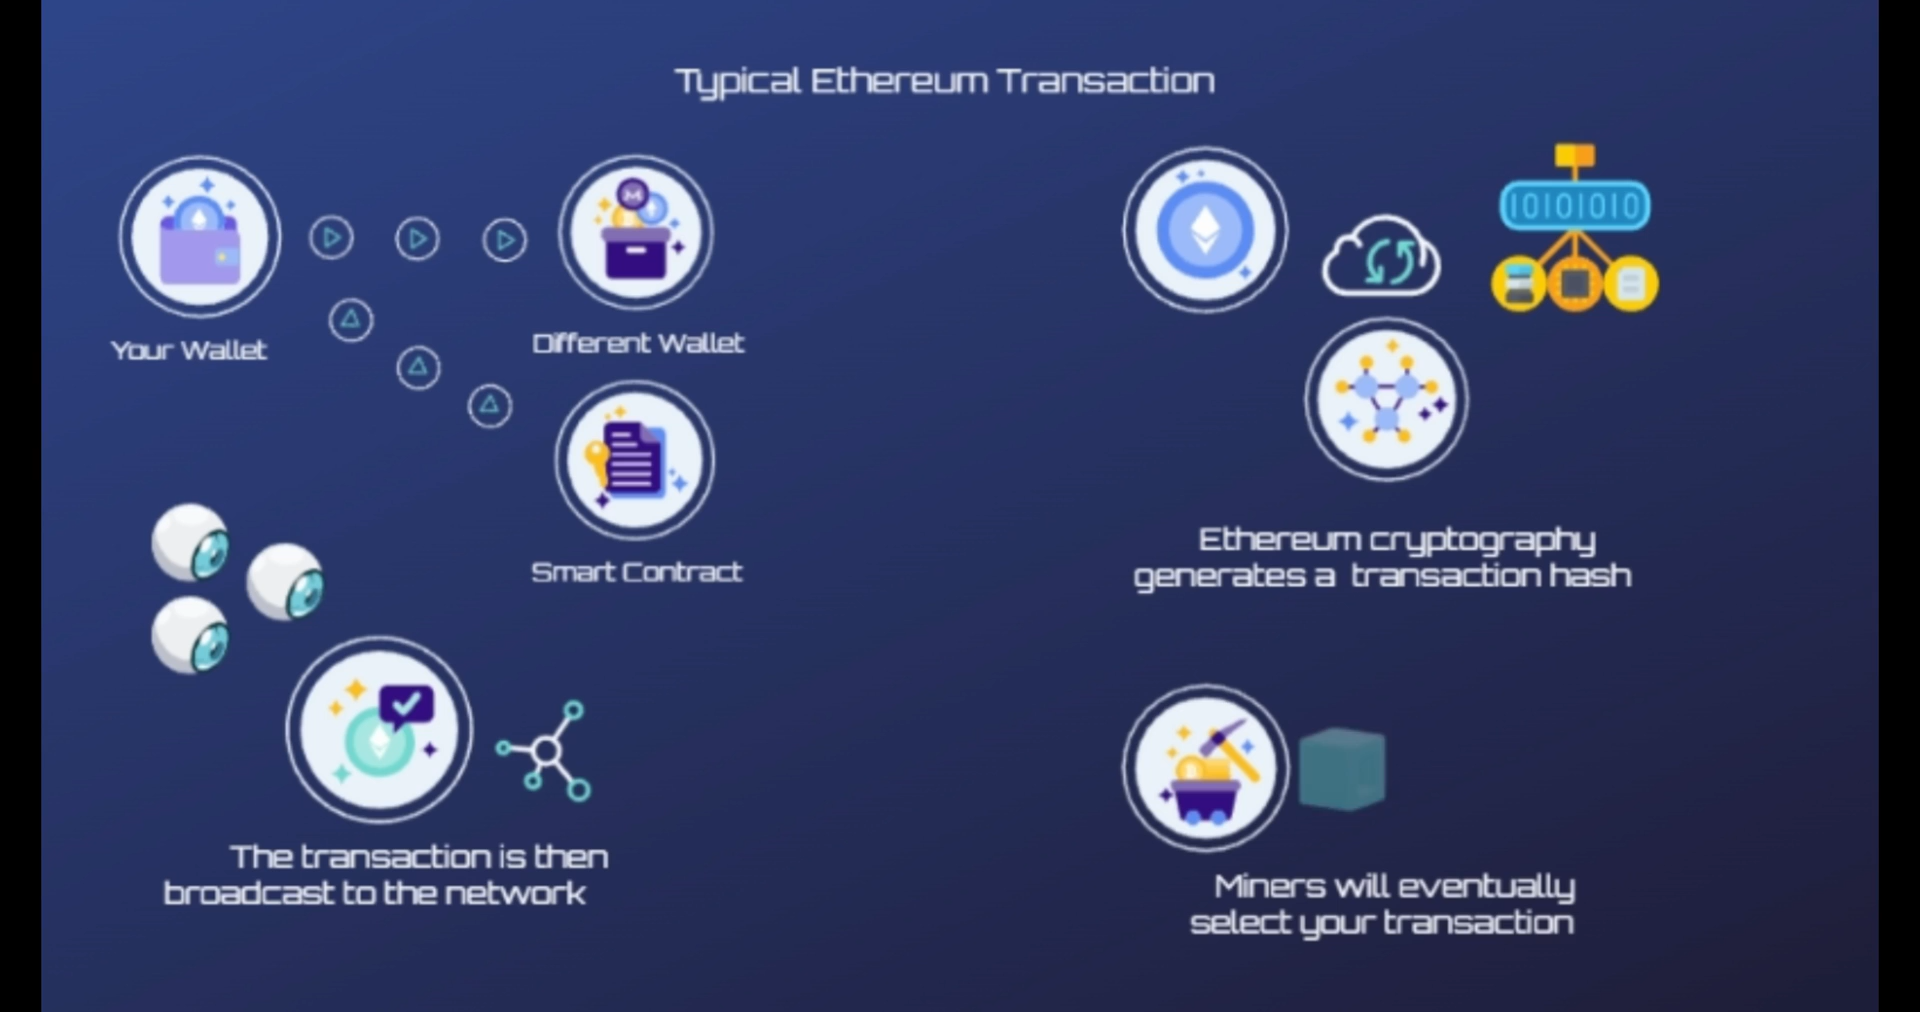 Typical Ethereum Transaction
10101010
Your Wallet
Different Wallet
Smart Contract
Ethereum cryptography
generates a transaction hash
The transaction is then
broadcast to the network
Miners will eventually
select your transaction